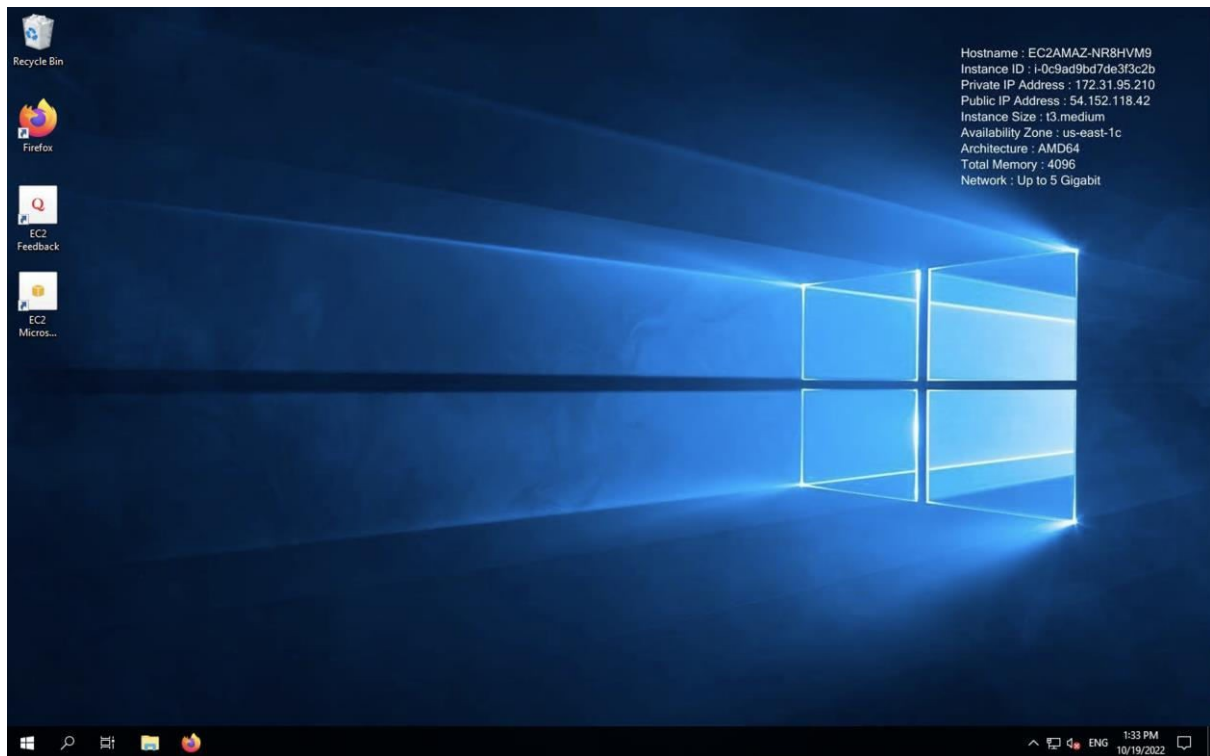 Recycle Bin
Firefox
Q
EC2
Feedback
EC2
Micros...
Hostname : EC2AMAZ-NR8HVM9
Instance ID : i-0c9ad9bd7de3f3c2b
Private IP Address : 172.31.95.210
Public IP Address : 54.152.118.42
Instance Size : t3.medium
Availability Zone : us-east-1c
Architecture : AMD64
Total Memory : 4096
Network : Up to 5 Gigabit
ENG
1:33 PM
10/19/2022